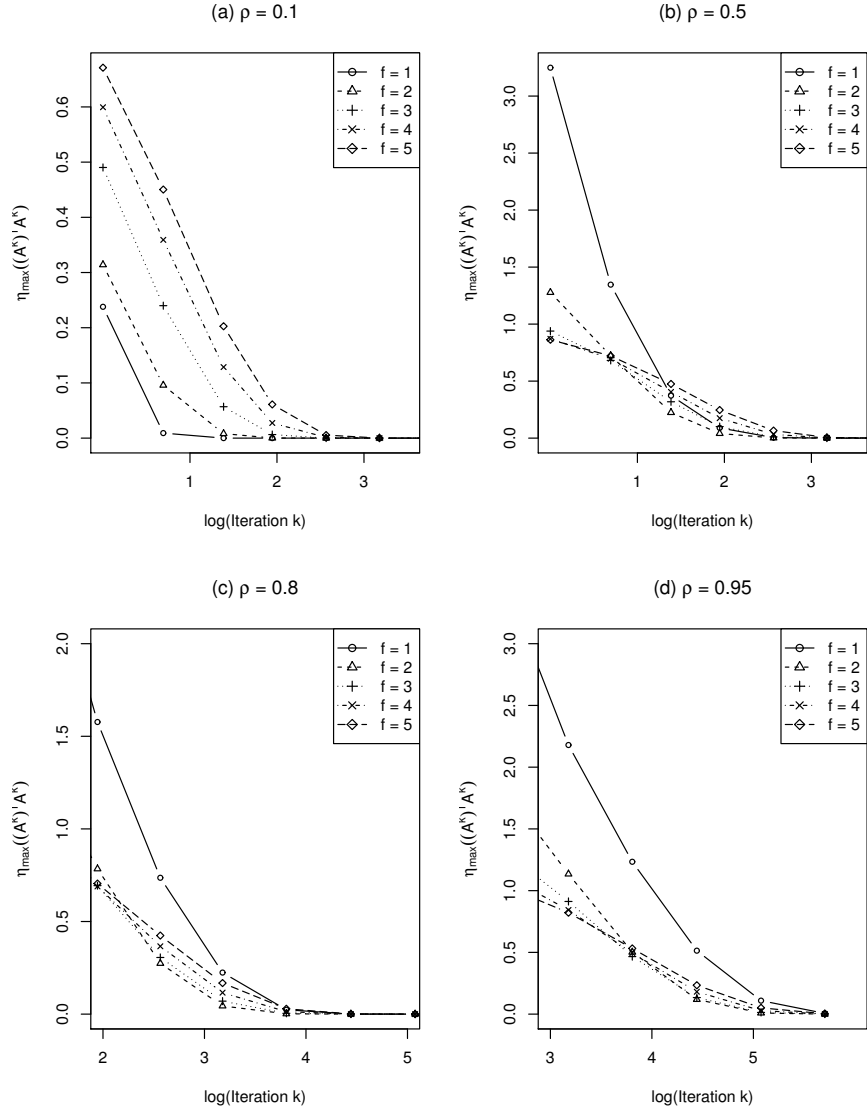 (a) ρ = 0.1
f = 1
f = 2
f = 3
f = 4
f = 5
0.0 0.1 0.2 0.3 0.4 0.5 0.6
ηmax((A^k)'A^k)
1 2 3
log(Iteration k)
(b) ρ = 0.5
f = 1
f = 2
f = 3
f = 4
f = 5
0.0 0.5 1.0 1.5 2.0 2.5 3.0
ηmax((A^k)'A^k)
1 2 3
log(Iteration k)
(c) ρ = 0.8
f = 1
f = 2
f = 3
f = 4
f = 5
0.0 0.5 1.0 1.5 2.0
ηmax((A^k)'A^k)
2 3 4 5
log(Iteration k)
(d) ρ = 0.95
f = 1
f = 2
f = 3
f = 4
f = 5
0.0 0.5 1.0 1.5 2.0 2.5 3.0
ηmax((A^k)'A^k)
3 4 5
log(Iteration k)